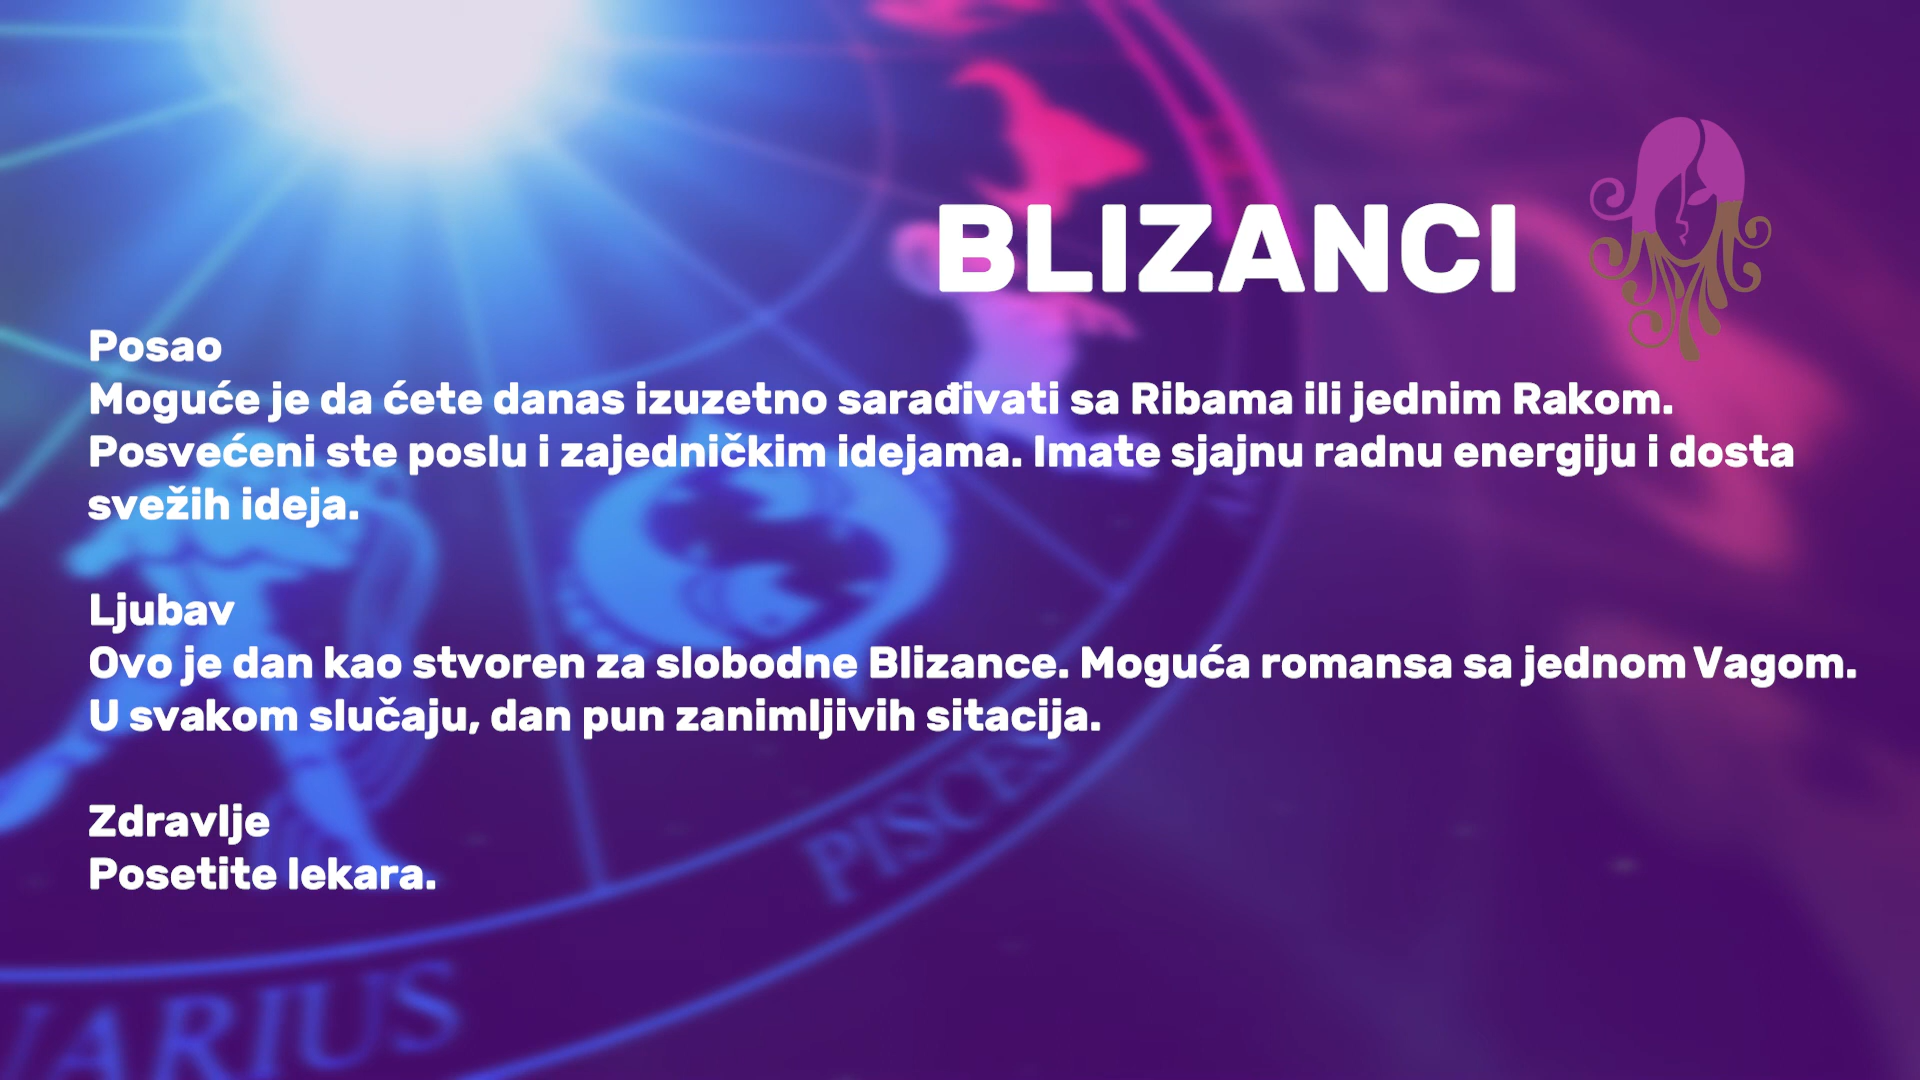 BLIZANCI
Posao
Moguće je da ćete danas izuzetno sarađivati sa Ribama ili jednim Rakom.
Posvećeni ste poslu i zajedničkim idejama. Imate sjajnu radnu energiju i dosta
svežih ideja.
Ljubav
Ovo je dan kao stvoren za slobodne Blizance. Moguća romansa sa jednom Vagom.
U svakom slučaju, dan pun zanimljivih sitacija.
Zdravlje
Posetite lekara.
PISCES
ARIUS